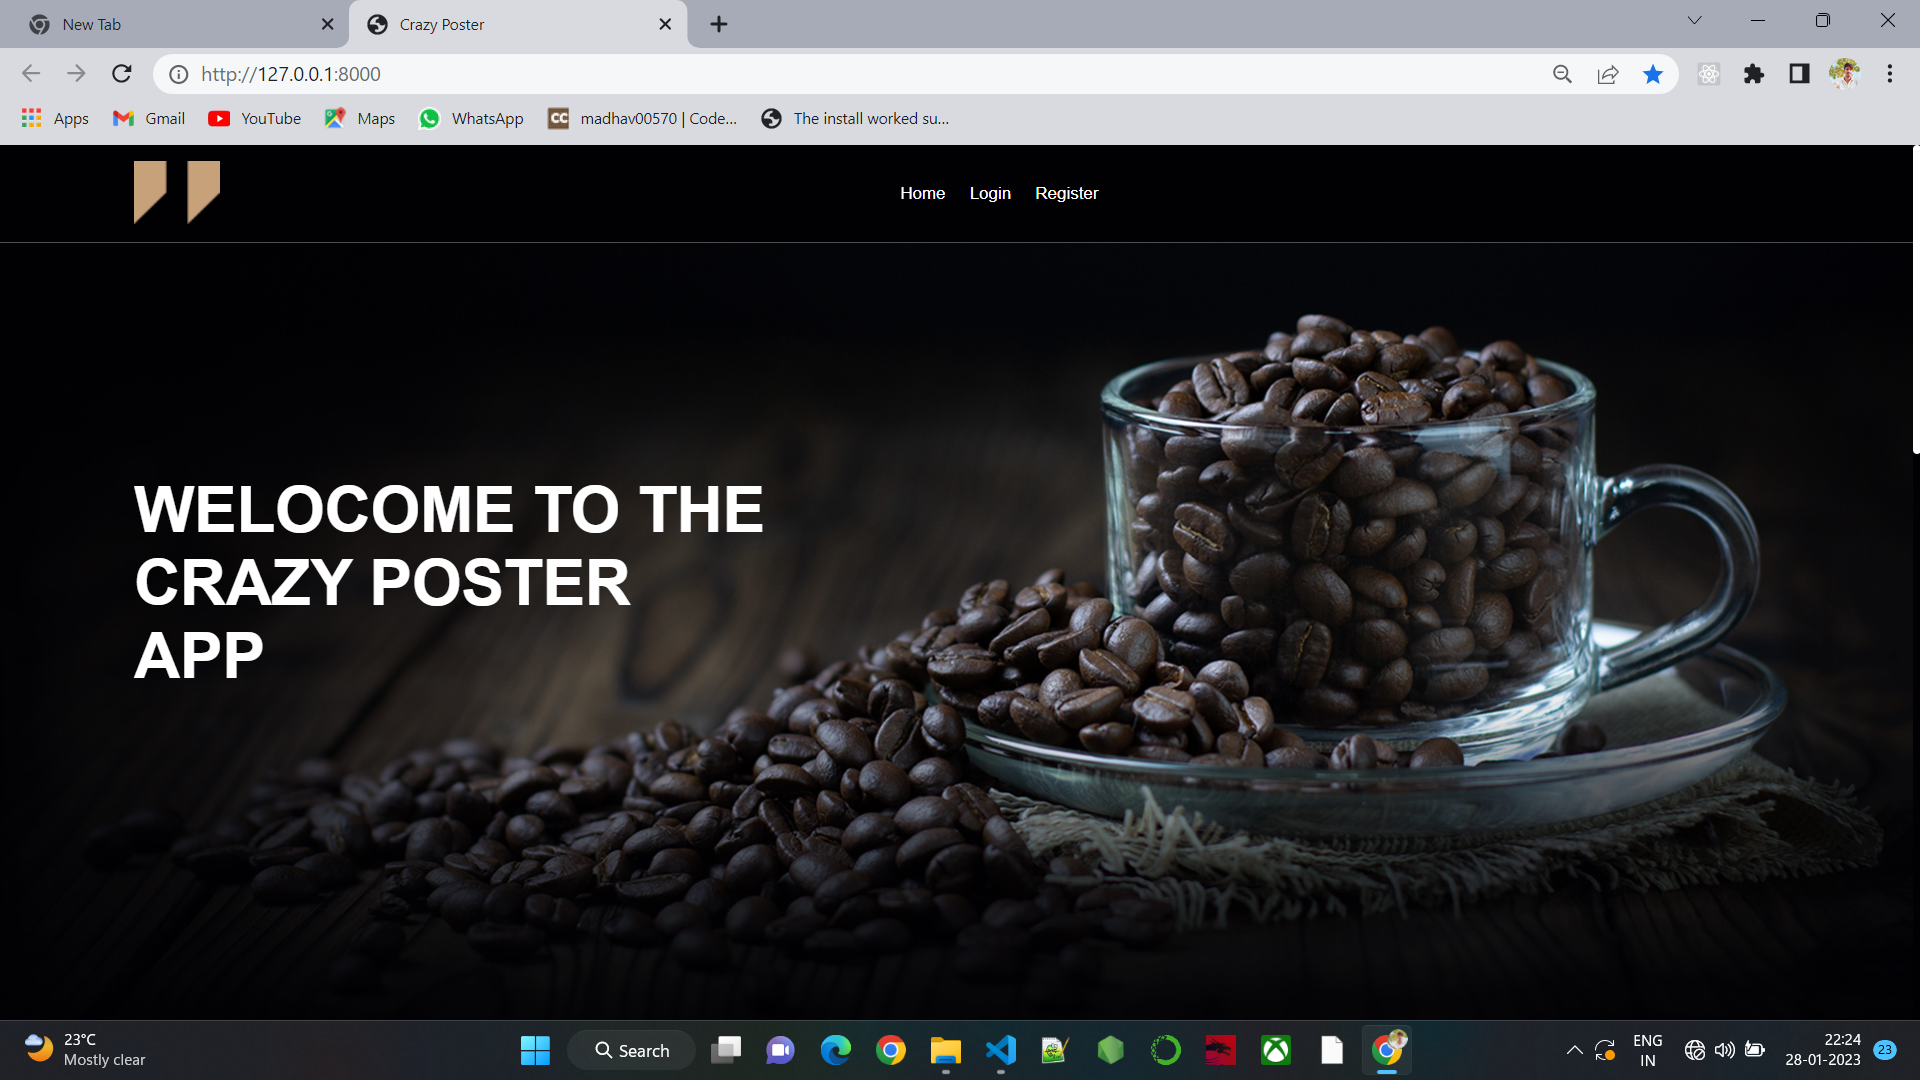 New Tab
Crazy Poster
http://127.0.0.1:8000
Apps
Gmail
YouTube
Maps
WhatsApp
CC
madhav00570 | Code...
The install worked su...
Home
Login
Register
WELOCOME TO THE
CRAZY POSTER
APP
23°C
Mostly clear
Search
ENG
IN
22:24
28-01-2023
23